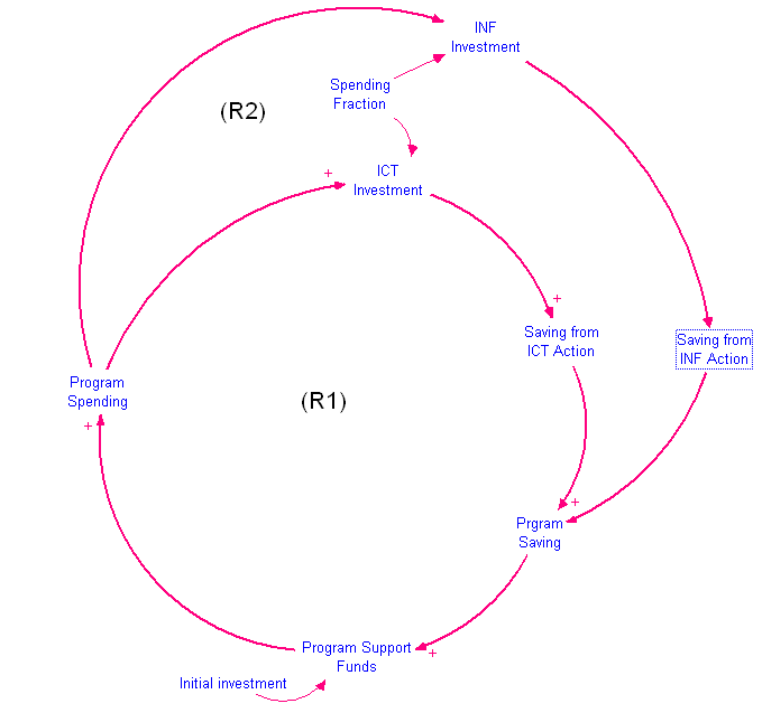 INF
Investment
Spending
Fraction
(R2)
+
ICT
Investment
+
Saving from
ICT Action
Saving from
INF Action
Program
Spending
+
(R1)
+
Prgram
Saving
Program Support
Funds
+
Initial investment